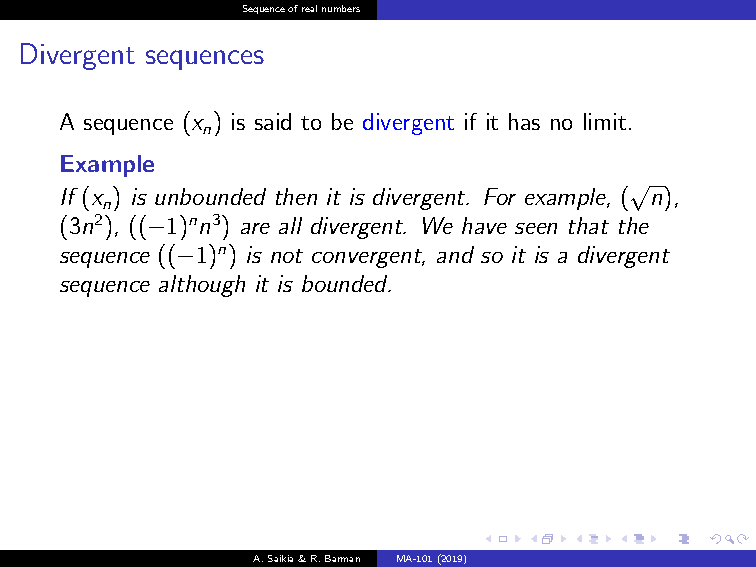 Sequence of real numbers
Divergent sequences
A sequence (xₙ) is said to be divergent if it has no limit.
Example
If (xₙ) is unbounded then it is divergent. For example, (√n),
(3n²), ((−1)ⁿn³) are all divergent. We have seen that the
sequence ((−1)ⁿ) is not convergent, and so it is a divergent
sequence although it is bounded.
A. Saikia & R. Barman MA-101 (2019)